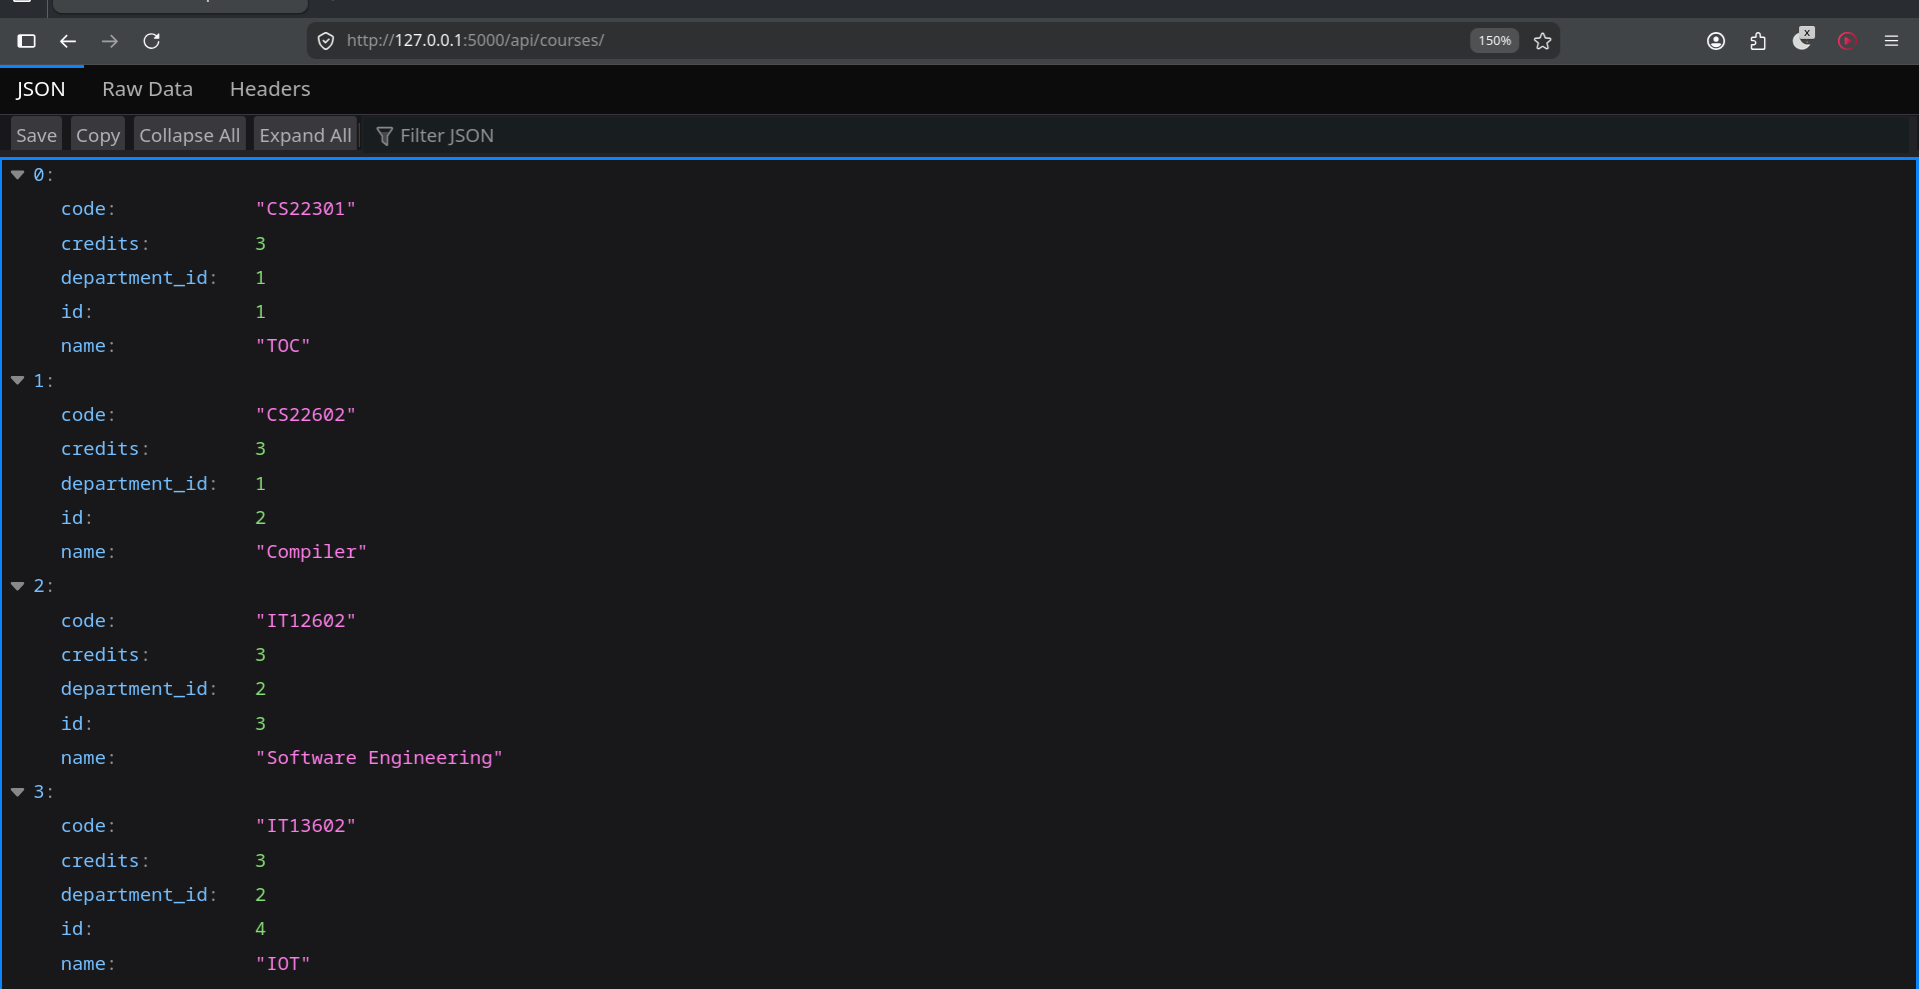 http://127.0.0.1:5000/api/courses/ 150% x
JSON Raw Data Headers
Save Copy Collapse All Expand All Filter JSON
0:
code: "CS22301"
credits: 3
department_id: 1
id: 1
name: "TOC"
1:
code: "CS22602"
credits: 3
department_id: 1
id: 2
name: "Compiler"
2:
code: "IT12602"
credits: 3
department_id: 2
id: 3
name: "Software Engineering"
3:
code: "IT13602"
credits: 3
department_id: 2
id: 4
name: "IOT"